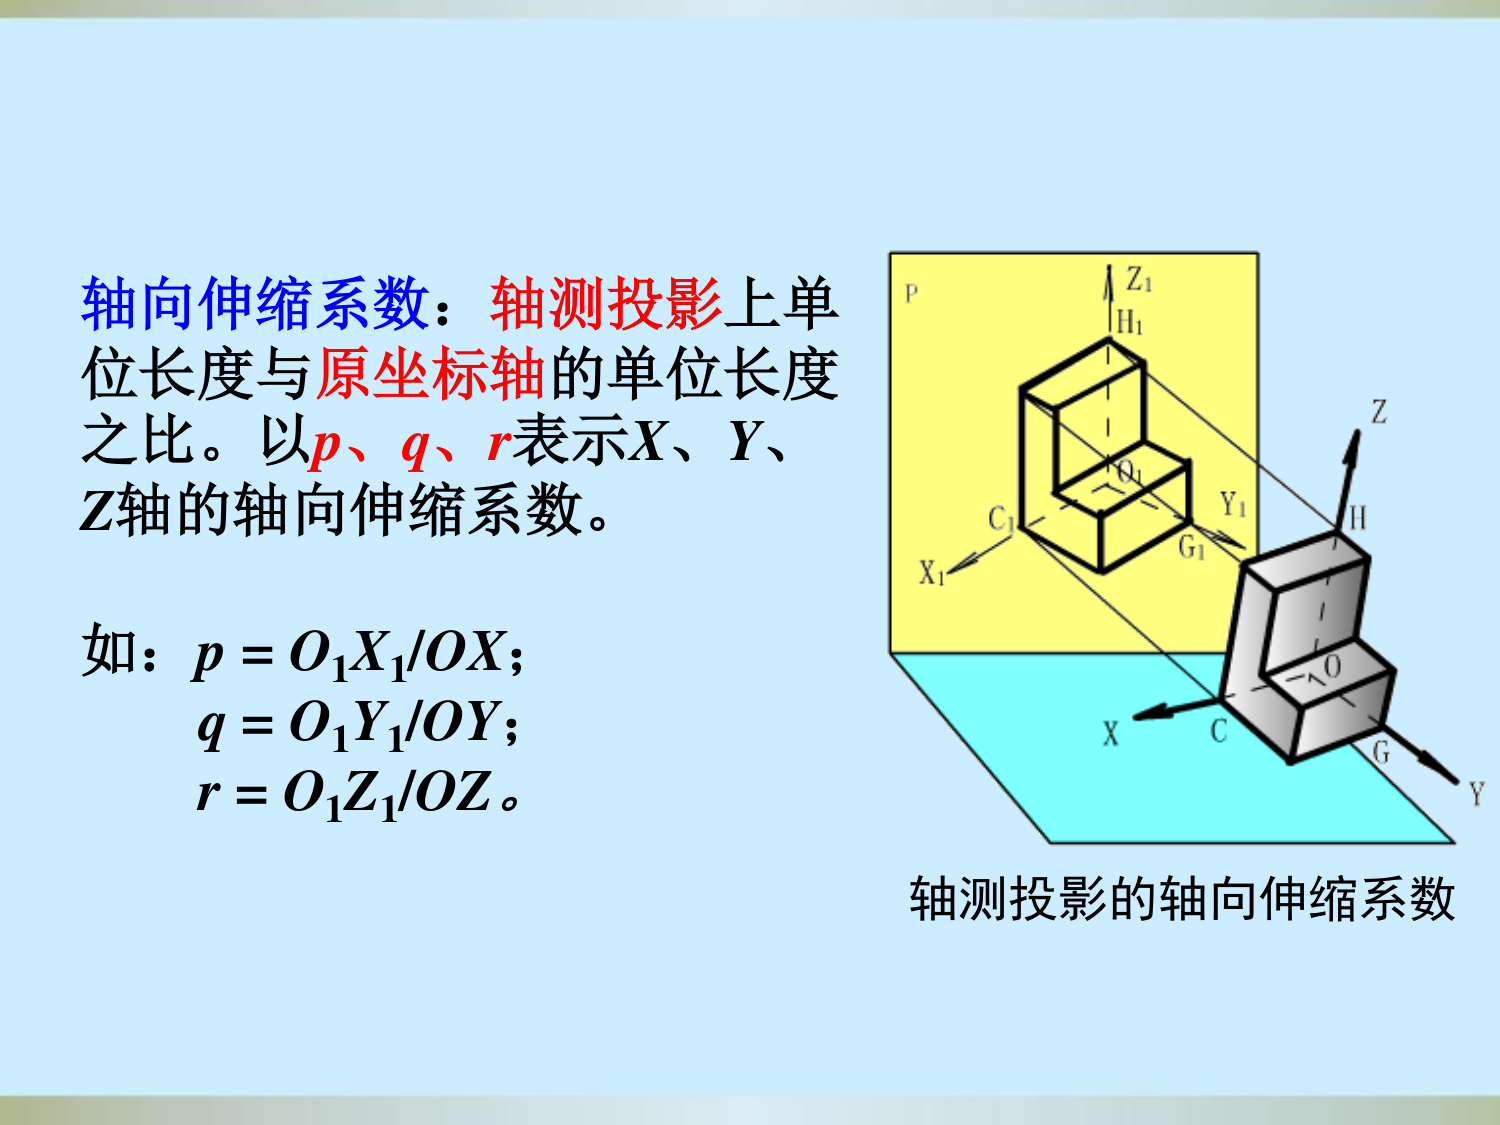 轴向伸缩系数：轴测投影上单
位长度与原坐标轴的单位长度
之比。以p、q、r表示X、Y、
Z轴的轴向伸缩系数。
如：p = O₁X₁/OX；
q = O₁Y₁/OY；
r = O₁Z₁/OZ。
P
Z₁
H₁
O₁
C₁
Y₁
G₁
X₁
Z
H
O
X
C
G
Y
轴测投影的轴向伸缩系数